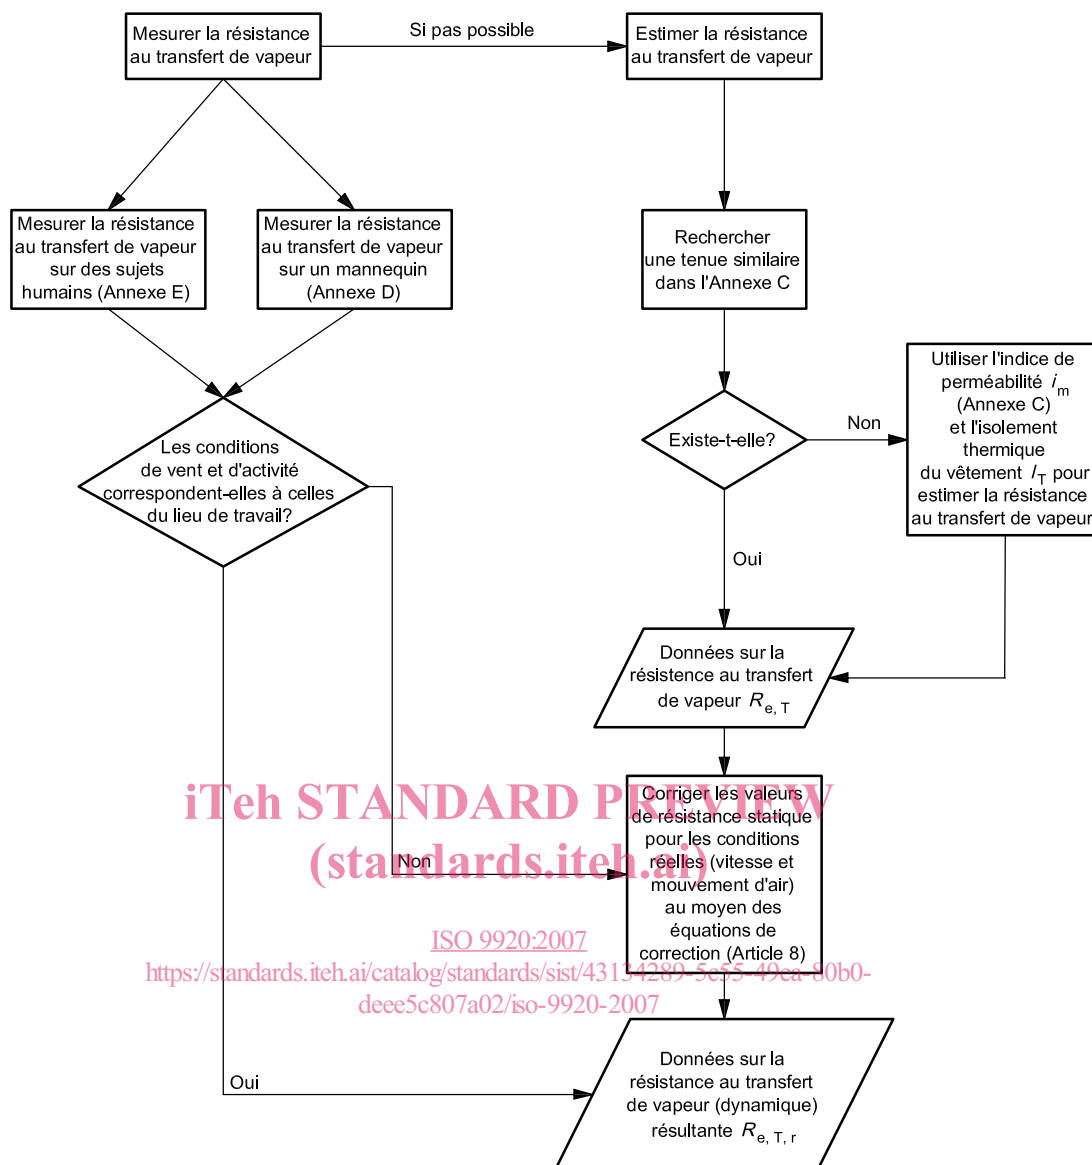 Mesurer la résistance
au transfert de vapeur
Si pas possible
Estimer la résistance
au transfert de vapeur
Mesurer la résistance
au transfert de vapeur
sur des sujets
humains (Annexe E)
Mesurer la résistance
au transfert de vapeur
sur un mannequin
(Annexe D)
Rechercher
une tenue similaire
dans l'Annexe C
Les conditions
de vent et d'activité
correspondent-elles à celles
du lieu de travail?
Existe-t-elle?
Non
Utiliser l'indice de
perméabilité im
(Annexe C)
et l'isolement
thermique
du vêtement IT pour
estimer la résistance
au transfert de vapeur
Oui
Données sur la
résistence au transfert
de vapeur Re, T
Corriger les valeurs
de résistance statique
pour les conditions
réelles (vitesse et
mouvement d'air)
au moyen des
équations de
correction (Article 8)
Non
iTeh STANDARD PREVIEW
(standards.iteh.ai)
ISO 9920:2007
https://standards.iteh.ai/catalog/standards/sist/43134289-5c55-49ca-80b0-
deee5c807a02/iso-9920-2007
Oui
Données sur la
résistance au transfert
de vapeur (dynamique)
résultante Re, T, r